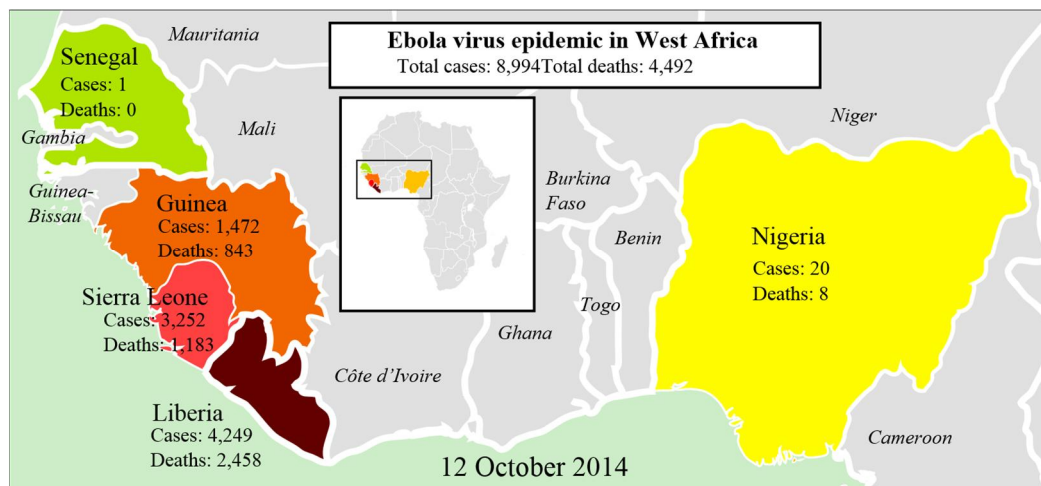 Ebola virus epidemic in West Africa
Total cases: 8,994Total deaths: 4,492
Mauritania
Senegal
Cases: 1
Deaths: 0
Gambia
Mali
Niger
Guinea-
Bissau
Guinea
Cases: 1,472
Deaths: 843
Burkina
Faso
Benin
Nigeria
Cases: 20
Deaths: 8
Sierra Leone
Cases: 3,252
Deaths: 1,183
Togo
Ghana
Côte d’Ivoire
Liberia
Cases: 4,249
Deaths: 2,458
Cameroon
12 October 2014